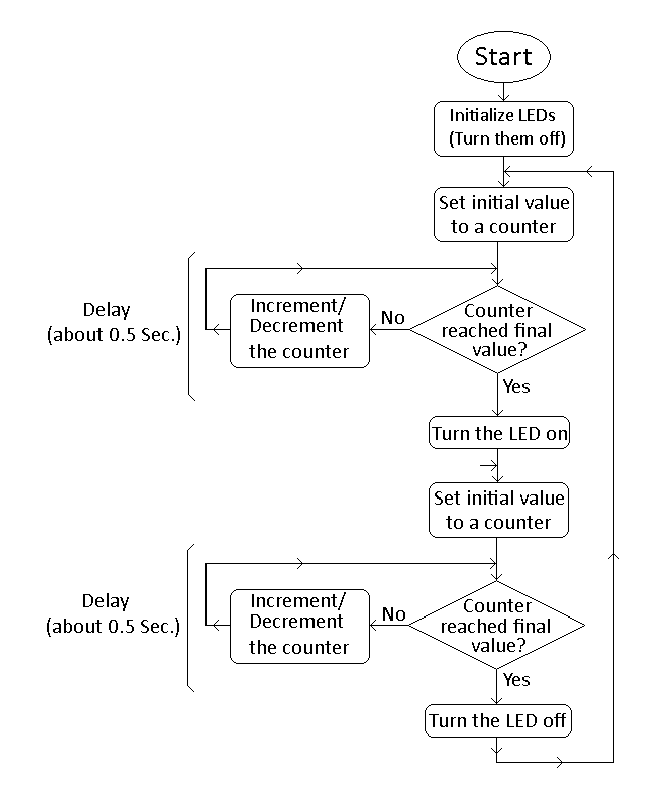 Start
Initialize LEDs
(Turn them off)
Set initial value
to a counter
Delay
(about 0.5 Sec.)
Increment/
Decrement
the counter
No
Counter
reached final
value?
Yes
Turn the LED on
Set initial value
to a counter
Delay
(about 0.5 Sec.)
Increment/
Decrement
the counter
No
Counter
reached final
value?
Yes
Turn the LED off